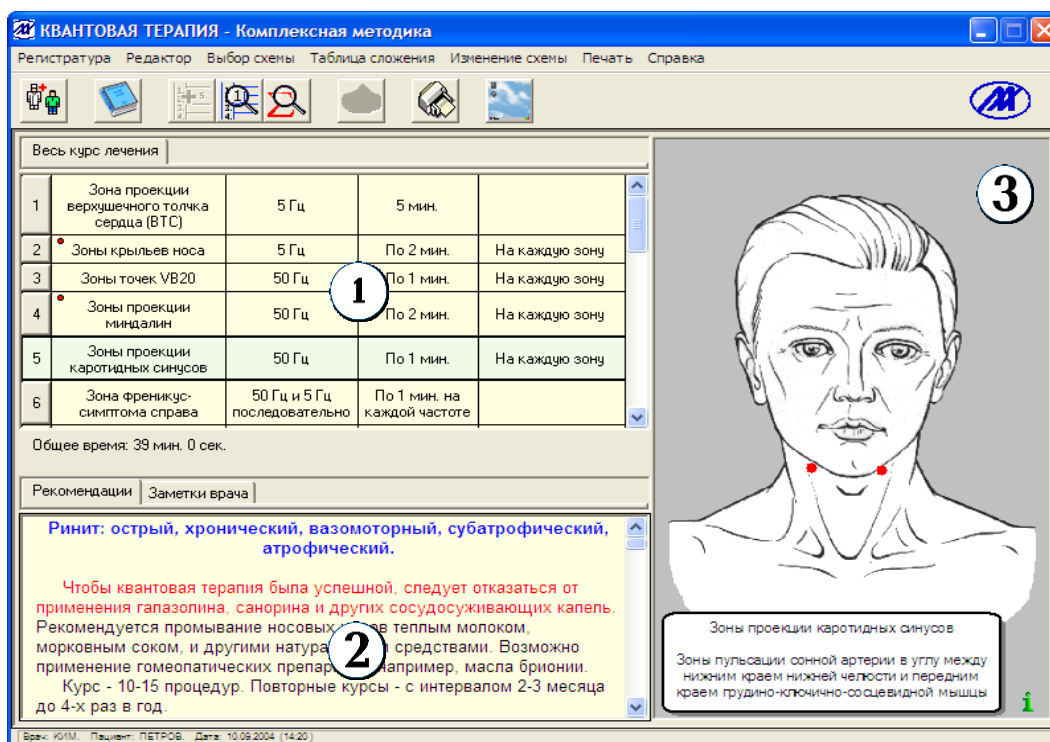 КВАНТОВАЯ ТЕРАПИЯ - Комплексная методика
Регистратура Редактор Выбор схемы Таблица сложения Изменение схемы Печать Справка
Весь курс лечения
1 Зона проекции верхушечного толчка сердца (ВТС) 5 Гц 5 мин.
2 Зоны крыльев носа 5 Гц По 2 мин. На каждую зону
3 Зоны точек VB20 50 Гц По 1 мин. На каждую зону
4 Зоны проекции миндалин 50 Гц По 2 мин. На каждую зону
5 Зоны проекции каротидных синусов 50 Гц По 1 мин. На каждую зону
6 Зона френикус-симптома справа 50 Гц и 5 Гц последовательно По 1 мин. на каждой частоте
1
Общее время: 39 мин. 0 сек.
Рекомендации Заметки врача
Ринит: острый, хронический, вазомоторный, субатрофический,
атрофический.
Чтобы квантовая терапия была успешной, следует отказаться от
применения галазолина, санорина и других сосудосуживающих капель.
Рекомендуется промывание носовых теплым молоком,
морковным соком, и другими средствами. Возможно
применение гомеопатических например, масла брионии.
Курс - 10-15 процедур. Повторные курсы - с интервалом 2-3 месяца
до 4-х раз в год.
2
3
Зоны проекции каротидных синусов
Зоны пульсации сонной артерии в углу между
нижним краем нижней челюсти и передним
краем грудино-ключично-сосцевидной мышцы
Врач: КИМ. Пациент: ПЕТРОВ. Дата: 10.09.2004 (14:20)